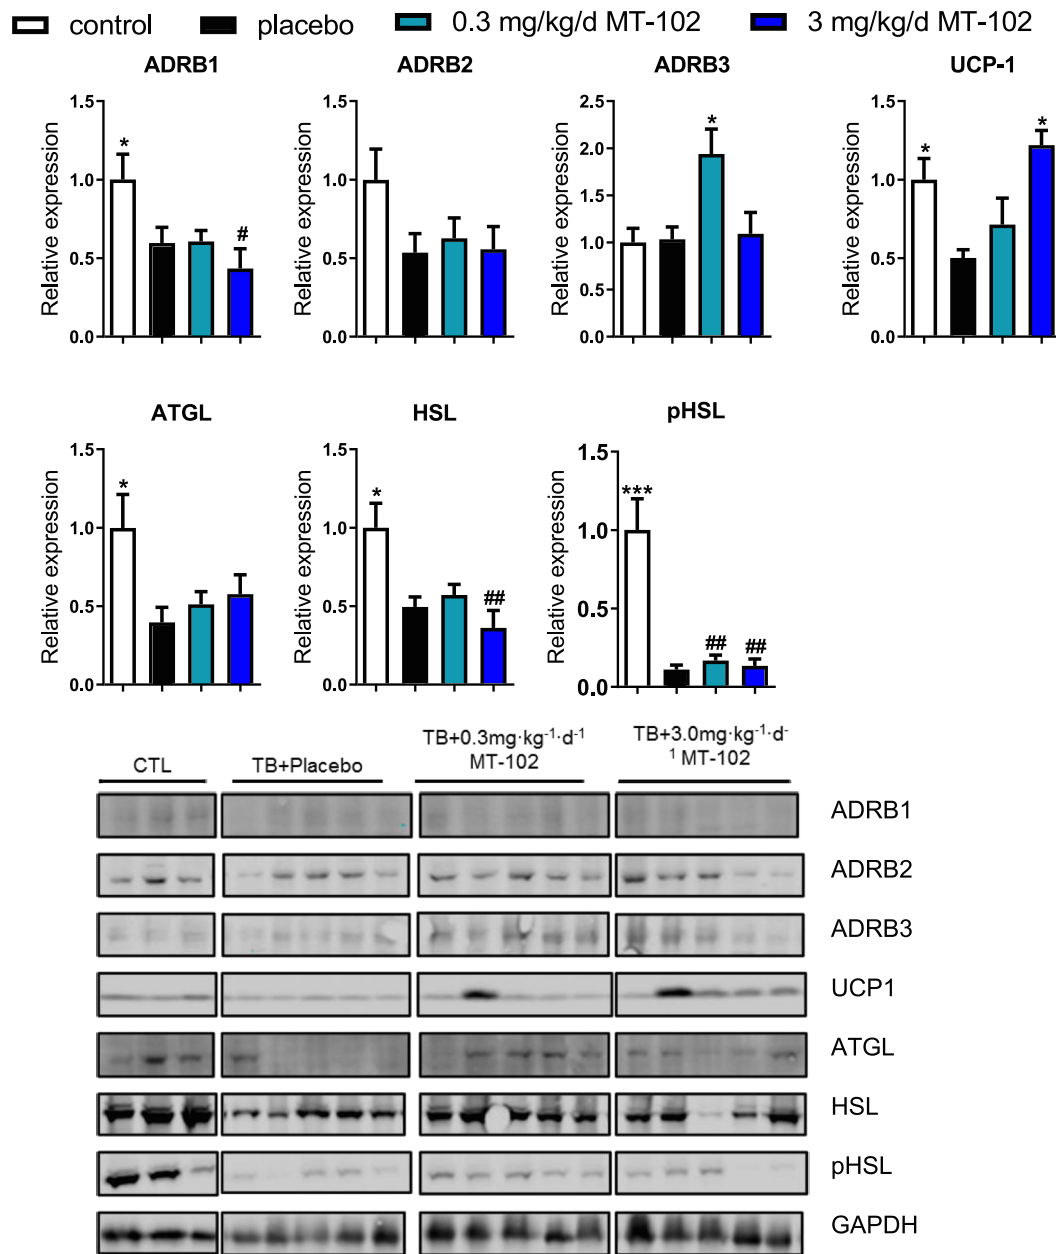 control placebo 0.3 mg/kg/d MT-102 3 mg/kg/d MT-102
ADRB1 ADRB2 ADRB3 UCP-1
Relative expression
1.5
1.0
0.5
0.0
*
#
Relative expression
1.5
1.0
0.5
0.0
Relative expression
2.5
2.0
1.5
1.0
0.5
0.0
*
Relative expression
1.5
1.0
0.5
0.0
*
*
ATGL HSL pHSL
Relative expression
1.5
1.0
0.5
0.0
*
Relative expression
1.5
1.0
0.5
0.0
*
##
Relative expression
1.5
1.0
0.5
0.0
***
##
##
CTL
TB+Placebo
TB+0.3mg·kg⁻¹·d⁻¹
MT-102
TB+3.0mg·kg⁻¹·d⁻
¹ MT-102
ADRB1
ADRB2
ADRB3
UCP1
ATGL
HSL
pHSL
GAPDH